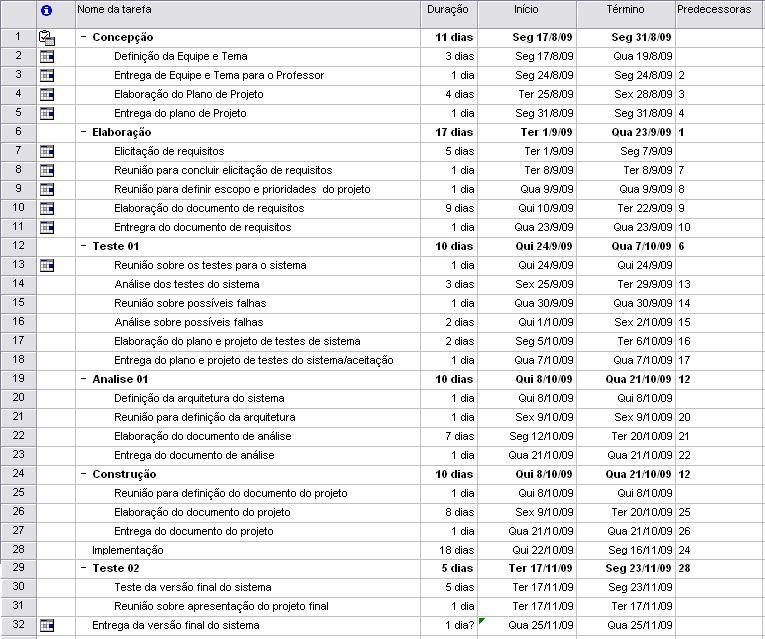 Nome da tarefa Duração Início Término Predecessoras
1 − Concepção 11 dias Seg 17/8/09 Seg 31/8/09
2 Definição da Equipe e Tema 3 dias Seg 17/8/09 Qua 19/8/09
3 Entrega de Equipe e Tema para o Professor 1 dia Seg 24/8/09 Seg 24/8/09 2
4 Elaboração do Plano de Projeto 4 dias Ter 25/8/09 Sex 28/8/09 3
5 Entrega do plano de Projeto 1 dia Seg 31/8/09 Seg 31/8/09 4
6 − Elaboração 17 dias Ter 1/9/09 Qua 23/9/09 1
7 Elicitação de requisitos 5 dias Ter 1/9/09 Seg 7/9/09
8 Reunião para concluir elicitação de requisitos 1 dia Ter 8/9/09 Ter 8/9/09 7
9 Reunião para definir escopo e prioridades do projeto 1 dia Qua 9/9/09 Qua 9/9/09 8
10 Elaboração do documento de requisitos 9 dias Qui 10/9/09 Ter 22/9/09 9
11 Entregra do documento de requisitos 1 dia Qua 23/9/09 Qua 23/9/09 10
12 − Teste 01 10 dias Qui 24/9/09 Qua 7/10/09 6
13 Reunião sobre os testes para o sistema 1 dia Qui 24/9/09 Qui 24/9/09
14 Análise dos testes do sistema 3 dias Sex 25/9/09 Ter 29/9/09 13
15 Reunião sobre possíveis falhas 1 dia Qua 30/9/09 Qua 30/9/09 14
16 Análise sobre possíveis falhas 2 dias Qui 1/10/09 Sex 2/10/09 15
17 Elaboração do plano e projeto de testes de sistema 2 dias Seg 5/10/09 Ter 6/10/09 16
18 Entrega do plano e projeto de testes do sistema/aceitação 1 dia Qua 7/10/09 Qua 7/10/09 17
19 − Analise 01 10 dias Qui 8/10/09 Qua 21/10/09 12
20 Definição da arquitetura do sistema 1 dia Qui 8/10/09 Qui 8/10/09
21 Reunião para definição da arquitetura 1 dia Sex 9/10/09 Sex 9/10/09 20
22 Elaboração do documento de análise 7 dias Seg 12/10/09 Ter 20/10/09 21
23 Entrega do documento de análise 1 dia Qua 21/10/09 Qua 21/10/09 22
24 − Construção 10 dias Qui 8/10/09 Qua 21/10/09 12
25 Reunião para definição do documento do projeto 1 dia Qui 8/10/09 Qui 8/10/09
26 Elaboração do documento do projeto 8 dias Sex 9/10/09 Ter 20/10/09 25
27 Entrega do documento do projeto 1 dia Qua 21/10/09 Qua 21/10/09 26
28 Implementação 18 dias Qui 22/10/09 Seg 16/11/09 24
29 − Teste 02 5 dias Ter 17/11/09 Seg 23/11/09 28
30 Teste da versão final do sistema 5 dias Ter 17/11/09 Seg 23/11/09
31 Reunião sobre apresentação do projeto final 1 dia Ter 17/11/09 Ter 17/11/09
32 Entrega da versão final do sistema 1 dia? Qua 25/11/09 Qua 25/11/09